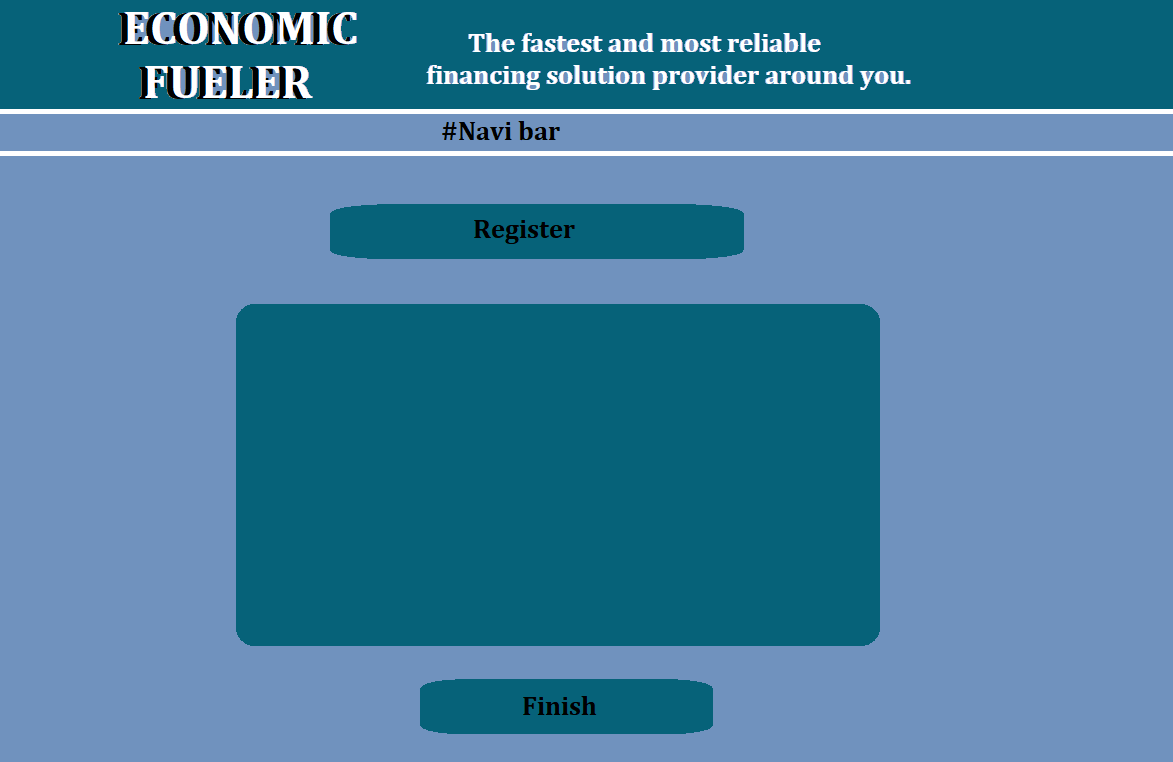 ECONOMIC
FUELER
The fastest and most reliable
financing solution provider around you.
#Navi bar
Register
Finish